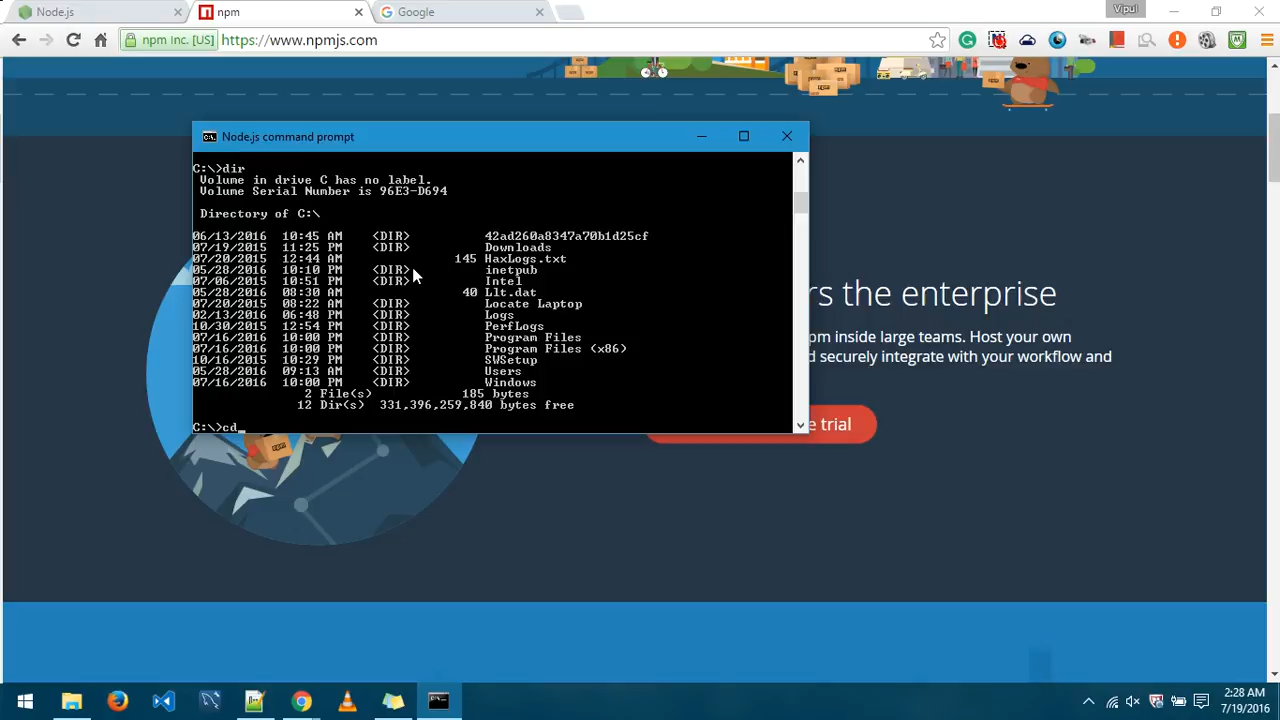 Node.js
npm
Google
Vipul
npm Inc. [US]
https://www.npmjs.com
Node.js command prompt
C:\>dir
Volume in drive C has no label.
Volume Serial Number is 96E3-D694
Directory of C:\
06/13/2016 10:45 AM <DIR> 42ad260a8347a70b1d25cf
07/19/2015 11:25 PM <DIR> Downloads
07/20/2015 12:44 AM 145 HaxLogs.txt
05/28/2016 10:10 PM <DIR> inetpub
07/06/2015 10:51 PM <DIR> Intel
05/28/2016 08:30 AM 40 Llt.dat
07/20/2015 08:22 AM <DIR> Locate Laptop
02/13/2016 06:48 PM <DIR> Logs
10/30/2015 12:54 PM <DIR> PerfLogs
07/16/2016 10:00 PM <DIR> Program Files
07/16/2016 10:00 PM <DIR> Program Files (x86)
10/16/2015 10:29 PM <DIR> SWSetup
05/28/2016 09:13 AM <DIR> Users
07/16/2016 10:00 PM <DIR> Windows
2 File(s) 185 bytes
12 Dir(s) 331,396,259,840 bytes free
C:\>cd_
rs the enterprise
pm inside large teams. Host your own
d securely integrate with your workflow and
e trial
2:28 AM
7/19/2016